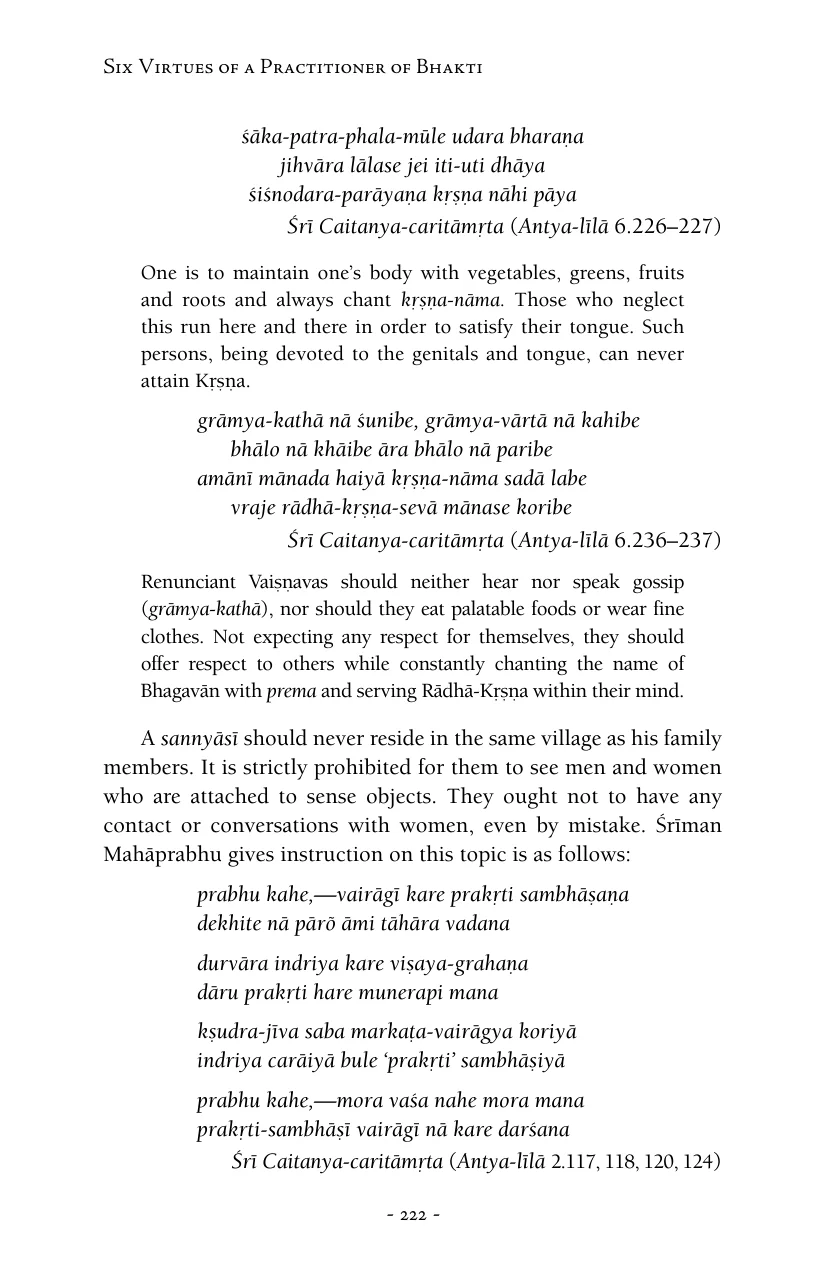 Six Virtues of a Practitioner of Bhakti
śāka-patra-phala-mūle udara bharaṇa
jihvāra lālase jei iti-uti dhāya
śiśnodara-parāyaṇa kṛṣṇa nāhi pāya
Śrī Caitanya-caritāmṛta (Antya-līlā 6.226–227)
One is to maintain one’s body with vegetables, greens, fruits
and roots and always chant kṛṣṇa-nāma. Those who neglect
this run here and there in order to satisfy their tongue. Such
persons, being devoted to the genitals and tongue, can never
attain Kṛṣṇa.
grāmya-kathā nā śunibe, grāmya-vārtā nā kahibe
bhālo nā khāibe āra bhālo nā paribe
amānī mānada haiyā kṛṣṇa-nāma sadā labe
vraje rādhā-kṛṣṇa-sevā mānase koribe
Śrī Caitanya-caritāmṛta (Antya-līlā 6.236–237)
Renunciant Vaiṣṇavas should neither hear nor speak gossip
(grāmya-kathā), nor should they eat palatable foods or wear fine
clothes. Not expecting any respect for themselves, they should
offer respect to others while constantly chanting the name of
Bhagavān with prema and serving Rādhā-Kṛṣṇa within their mind.
A sannyāsī should never reside in the same village as his family
members. It is strictly prohibited for them to see men and women
who are attached to sense objects. They ought not to have any
contact or conversations with women, even by mistake. Śrīman
Mahāprabhu gives instruction on this topic is as follows:
prabhu kahe,—vairāgī kare prakṛti sambhāṣaṇa
dekhite nā pārõ āmi tāhāra vadana
durvāra indriya kare viṣaya-grahaṇa
dāru prakṛti hare munerapi mana
kṣudra-jīva saba markaṭa-vairāgya koriyā
indriya carāiyā bule ‘prakṛti’ sambhāṣiyā
prabhu kahe,—mora vaśa nahe mora mana
prakṛti-sambhāṣī vairāgī nā kare darśana
Śrī Caitanya-caritāmṛta (Antya-līlā 2.117, 118, 120, 124)
- 222 -